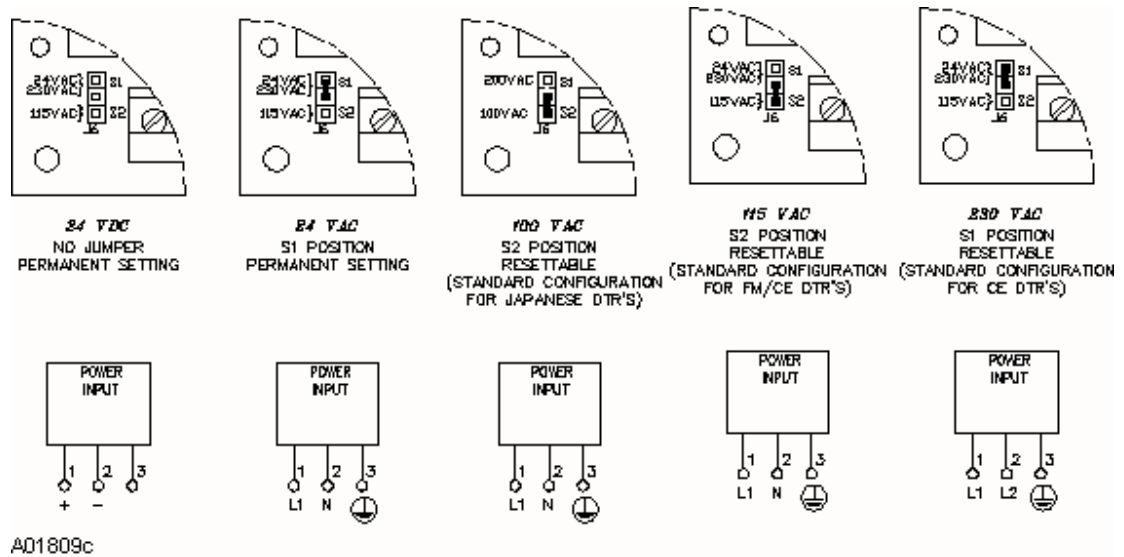 24VAC}
230VAC}
S1
115VAC}
S2
J6
24VAC}
230VAC}
S1
115VAC}
S2
J6
200VAC
S1
100VAC
S2
J6
24VAC}
230VAC}
S1
115VAC}
S2
J6
24VAC}
230VAC}
S1
115VAC}
S2
J6
24 VDC
NO JUMPER
PERMANENT SETTING
24 VAC
S1 POSITION
PERMANENT SETTING
100 VAC
S2 POSITION
RESETTABLE
(STANDARD CONFIGURATION
FOR JAPANESE DTR'S)
115 VAC
S2 POSITION
RESETTABLE
(STANDARD CONFIGURATION
FOR FM/CE DTR'S)
230 VAC
S1 POSITION
RESETTABLE
(STANDARD CONFIGURATION
FOR CE DTR'S)
POWER
INPUT
1 2 3
+ -
POWER
INPUT
1 2 3
L1 N
POWER
INPUT
1 2 3
L1 N
POWER
INPUT
1 2 3
L1 N
POWER
INPUT
1 2 3
L1 L2
A01809c